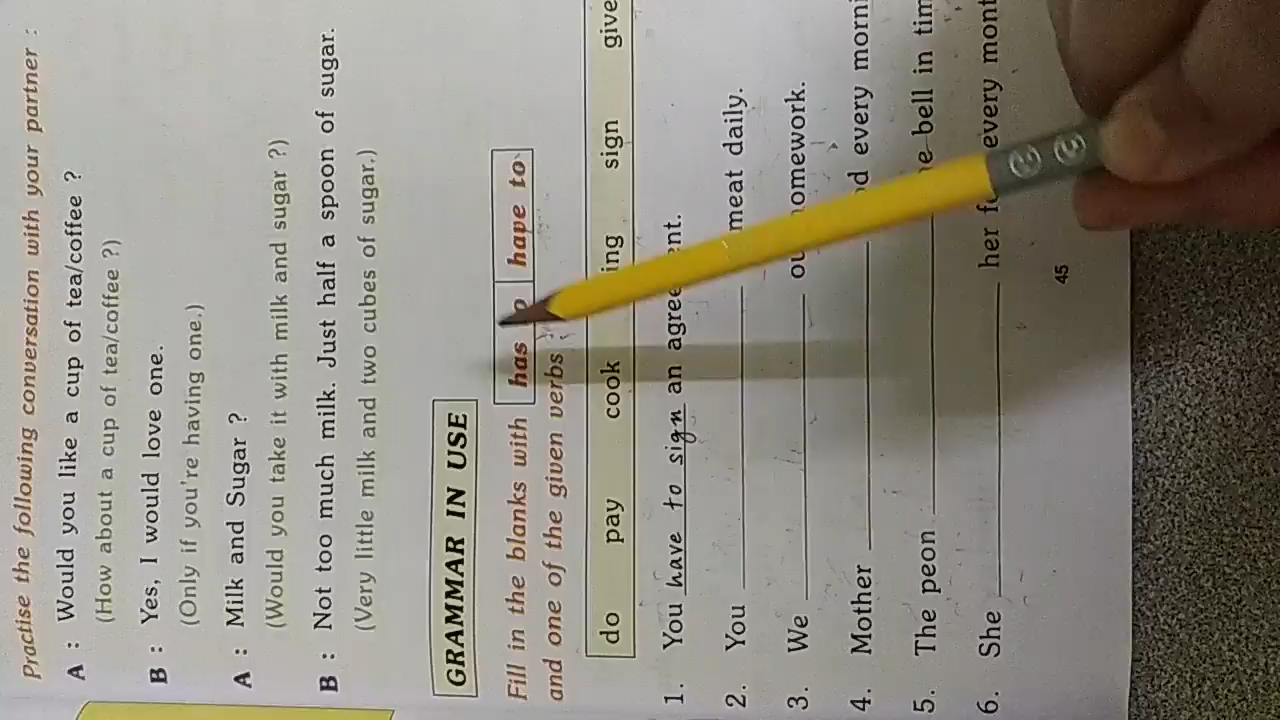 Practise the following conversation with your partner :
A : Would you like a cup of tea/coffee ?
(How about a cup of tea/coffee ?)
B : Yes, I would love one.
(Only if you're having one.)
A : Milk and Sugar ?
(Would you take it with milk and sugar ?)
B : Not too much milk. Just half a spoon of sugar.
(Very little milk and two cubes of sugar.)
GRAMMAR IN USE
Fill in the blanks with has have to
and one of the given verbs :
do pay cook sign give
1. You have to sign an
2. You meat daily.
3. We
4. Mother every
5. The peon bell in
6. She her every
45